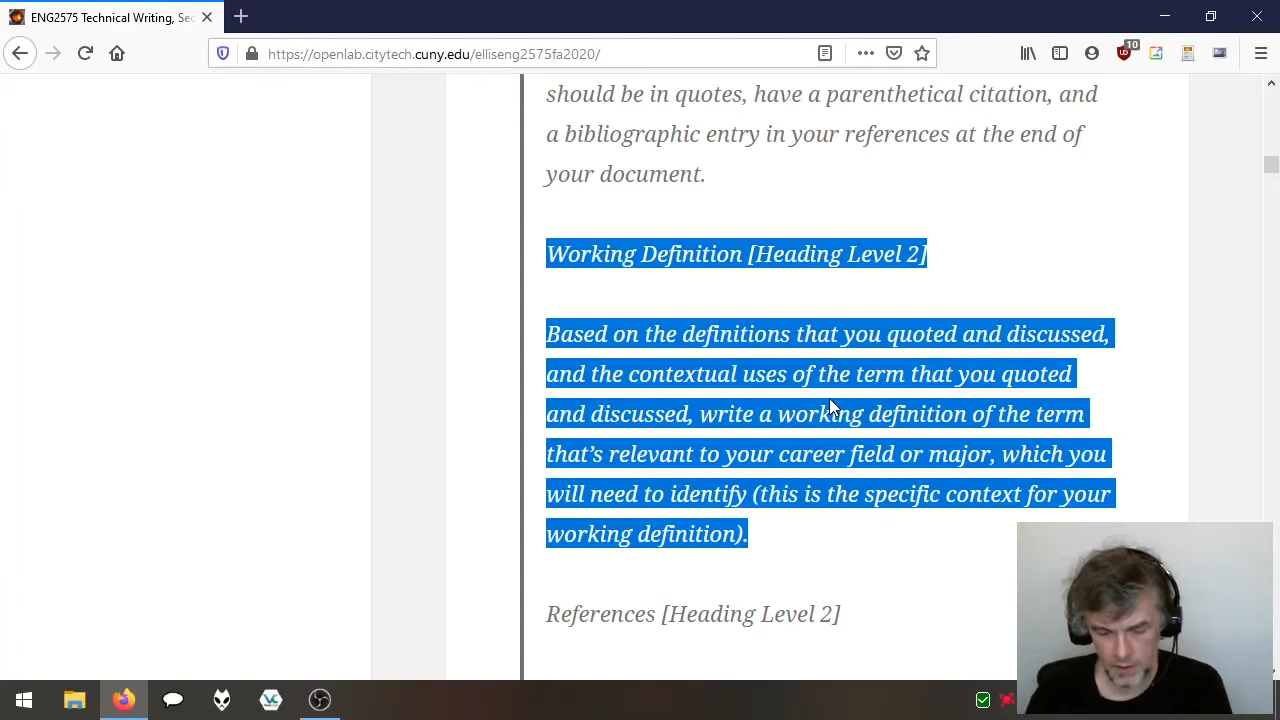 ENG2575 Technical Writing, Sec
https://openlab.citytech.cuny.edu/elliseng2575fa2020/
10
should be in quotes, have a parenthetical citation, and
a bibliographic entry in your references at the end of
your document.
Working Definition [Heading Level 2]
Based on the definitions that you quoted and discussed,
and the contextual uses of the term that you quoted
and discussed, write a working definition of the term
that’s relevant to your career field or major, which you
will need to identify (this is the specific context for your
working definition).
References [Heading Level 2]